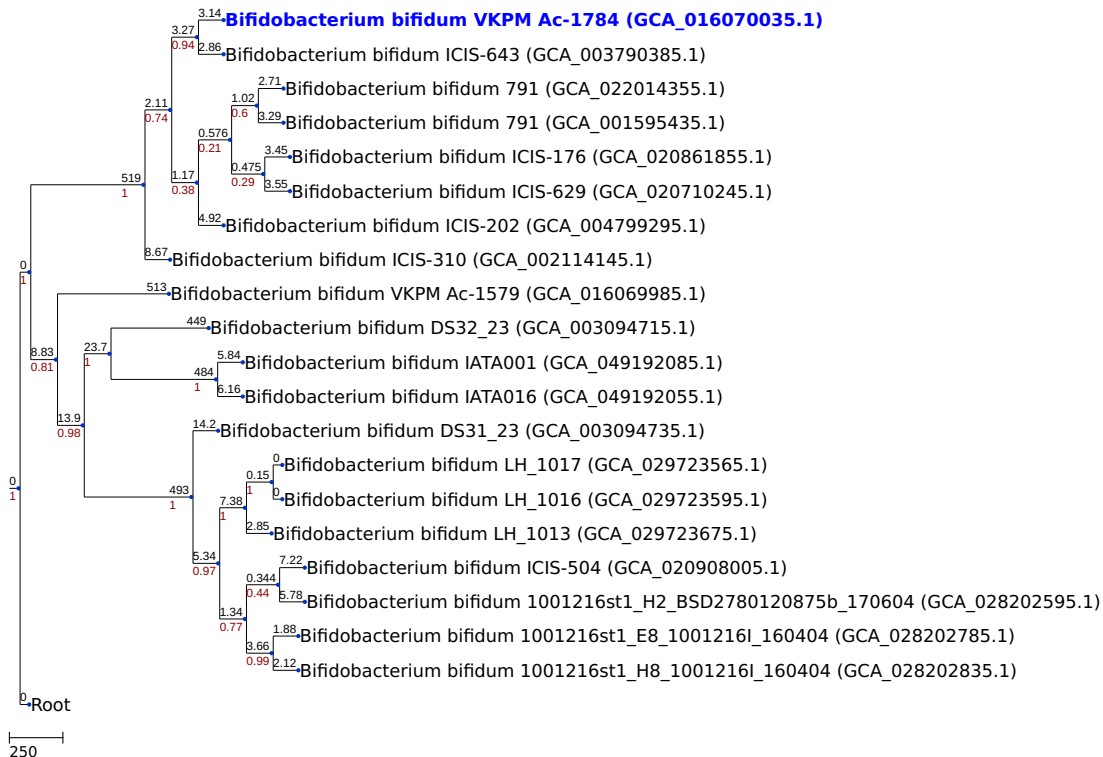 3.14
Bifidobacterium bifidum VKPM Ac-1784 (GCA_016070035.1)
3.27
0.94
2.86
Bifidobacterium bifidum ICIS-643 (GCA_003790385.1)
2.71
Bifidobacterium bifidum 791 (GCA_022014355.1)
1.02
0.6
2.11
0.74
3.29
Bifidobacterium bifidum 791 (GCA_001595435.1)
0.576
0.21
3.45
Bifidobacterium bifidum ICIS-176 (GCA_020861855.1)
0.475
0.29
1.17
0.38
519
1
3.55
Bifidobacterium bifidum ICIS-629 (GCA_020710245.1)
4.92
Bifidobacterium bifidum ICIS-202 (GCA_004799295.1)
8.67
Bifidobacterium bifidum ICIS-310 (GCA_002114145.1)
0
1
513
Bifidobacterium bifidum VKPM Ac-1579 (GCA_016069985.1)
449
Bifidobacterium bifidum DS32_23 (GCA_003094715.1)
8.83
0.81
23.7
1
5.84
Bifidobacterium bifidum IATA001 (GCA_049192085.1)
484
1
6.16
Bifidobacterium bifidum IATA016 (GCA_049192055.1)
13.9
0.98
14.2
Bifidobacterium bifidum DS31_23 (GCA_003094735.1)
0
Bifidobacterium bifidum LH_1017 (GCA_029723565.1)
0.15
1
0
1
493
1
0
Bifidobacterium bifidum LH_1016 (GCA_029723595.1)
7.38
1
2.85
Bifidobacterium bifidum LH_1013 (GCA_029723675.1)
5.34
0.97
7.22
Bifidobacterium bifidum ICIS-504 (GCA_020908005.1)
0.344
0.44
5.78
Bifidobacterium bifidum 1001216st1_H2_BSD2780120875b_170604 (GCA_028202595.1)
1.34
0.77
1.88
Bifidobacterium bifidum 1001216st1_E8_1001216I_160404 (GCA_028202785.1)
3.66
0.99
2.12
Bifidobacterium bifidum 1001216st1_H8_1001216I_160404 (GCA_028202835.1)
0
Root
250